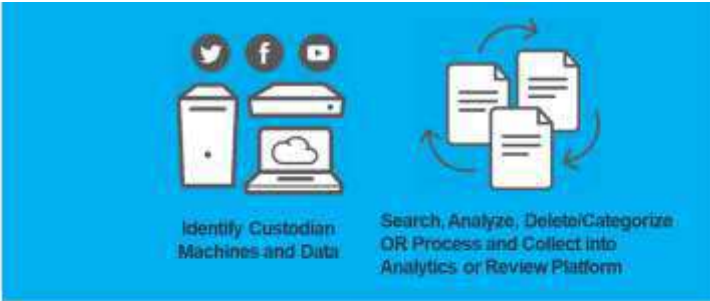 Identify Custodian
Machines and Data
Search, Analyze, Delete/Categorize
OR Process and Collect into
Analytics or Review Platform